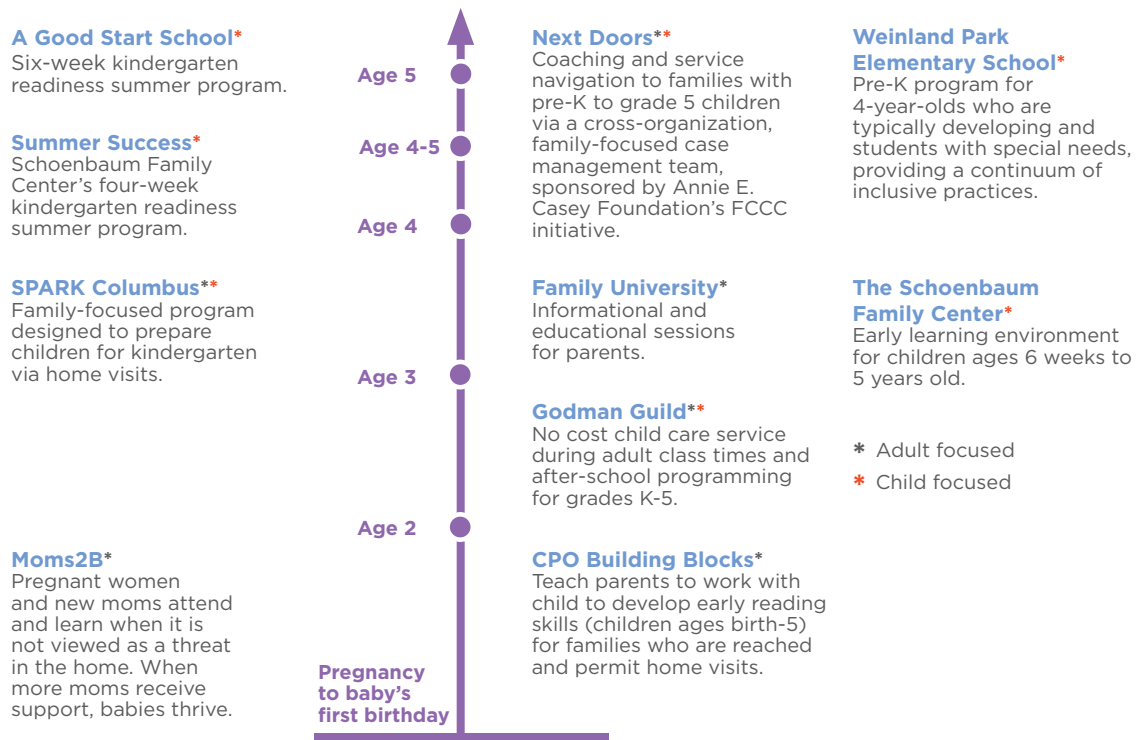 A Good Start School*
Six-week kindergarten
readiness summer program.
Summer Success*
Schoenbaum Family
Center’s four-week
kindergarten readiness
summer program.
SPARK Columbus**
Family-focused program
designed to prepare
children for kindergarten
via home visits.
Moms2B*
Pregnant women
and new moms attend
and learn when it is
not viewed as a threat
in the home. When
more moms receive
support, babies thrive.
Age 5
Age 4-5
Age 4
Age 3
Age 2
Pregnancy
to baby’s
first birthday
Next Doors**
Coaching and service
navigation to families with
pre-K to grade 5 children
via a cross-organization,
family-focused case
management team,
sponsored by Annie E.
Casey Foundation’s FCCC
initiative.
Family University*
Informational and
educational sessions
for parents.
Godman Guild**
No cost child care service
during adult class times and
after-school programming
for grades K-5.
CPO Building Blocks*
Teach parents to work with
child to develop early reading
skills (children ages birth-5)
for families who are reached
and permit home visits.
Weinland Park
Elementary School*
Pre-K program for
4-year-olds who are
typically developing and
students with special needs,
providing a continuum of
inclusive practices.
The Schoenbaum
Family Center*
Early learning environment
for children ages 6 weeks to
5 years old.
* Adult focused
* Child focused